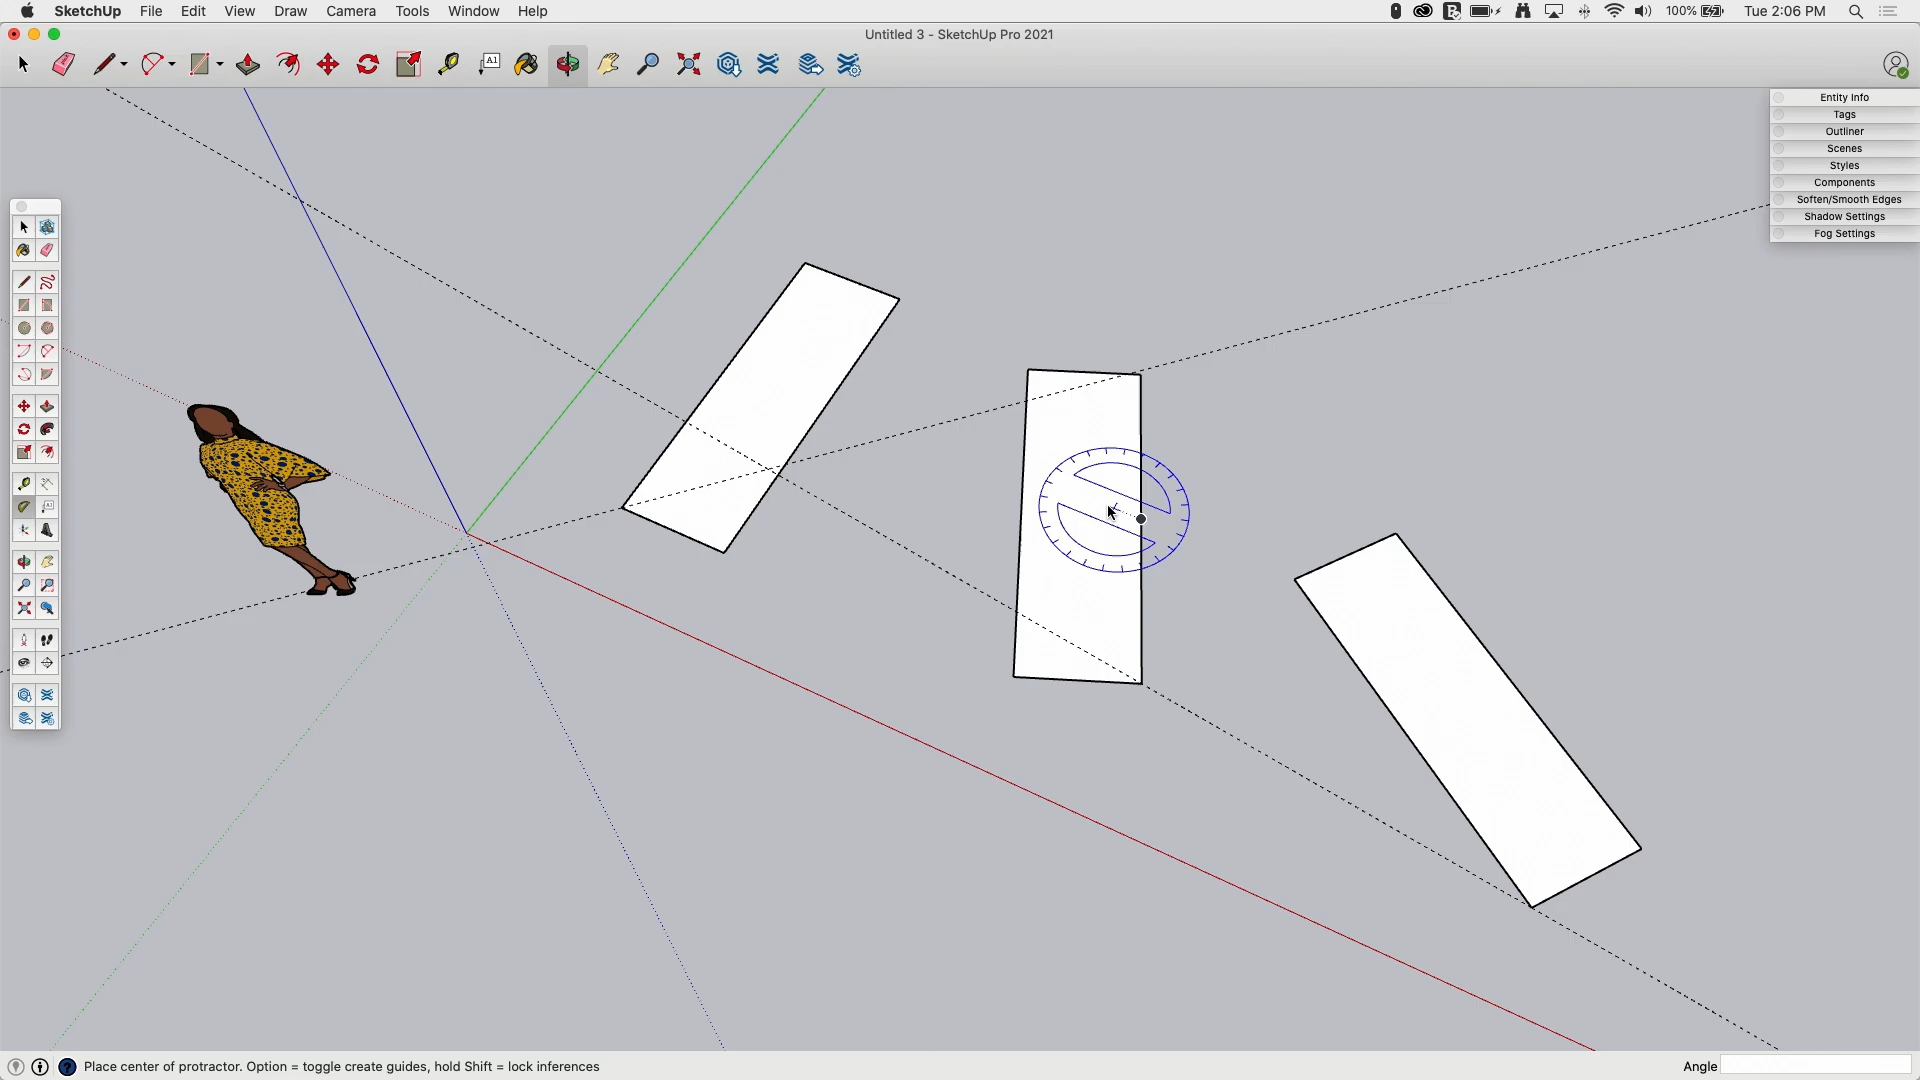 SketchUp File Edit View Draw Camera Tools Window Help 100% Tue 2:06 PM
Untitled 3 - SketchUp Pro 2021
A1
Entity Info
Tags
Outliner
Scenes
Styles
Components
Soften/Smooth Edges
Shadow Settings
Fog Settings
Place center of protractor. Option = toggle create guides, hold Shift = lock inferences
Angle